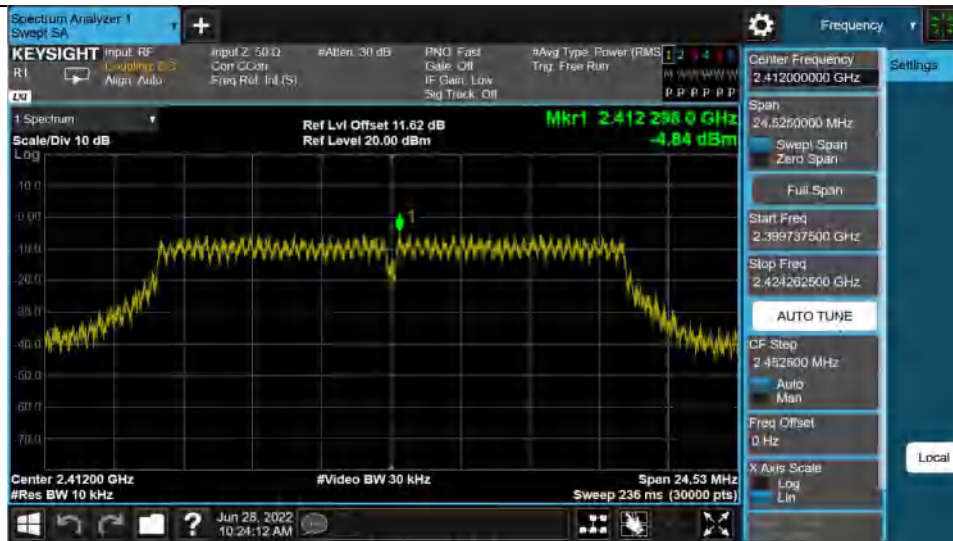 Spectrum Analyzer 1
Swept SA
+
Frequency
KEYSIGHT
Input: RF
Input Z: 50 Ω
#Atten: 30 dB
PNO: Fast
#Avg Type: Power (RMS
1 2 3 4
R L
Align: Auto
Corr CCorr
Freq Ref: Int (S)
Gate: Off
IF Gain: Low
Sig Track: Off
Trig: Free Run
P P P P P P
LXI
1 Spectrum
Scale/Div 10 dB
Ref Lvl Offset 11.62 dB
Ref Level 20.00 dBm
Mkr1 2.412 298 0 GHz
-4.84 dBm
Log
10.0
0.00
1
-10.0
-20.0
-30.0
-40.0
-50.0
-60.0
-70.0
Center 2.41200 GHz
#Video BW 30 kHz
Span 24.53 MHz
#Res BW 10 kHz
Sweep 236 ms (30000 pts)
Center Frequency
2.412000000 GHz
Settings
Span
24.5250000 MHz
Swept Span
Zero Span
Full Span
Start Freq
2.399737500 GHz
Stop Freq
2.424262500 GHz
AUTO TUNE
CF Step
2.452500 MHz
Auto
Man
Freq Offset
0 Hz
X Axis Scale
Log
Lin
Local
?
Jun 28, 2022
10:24:12 AM